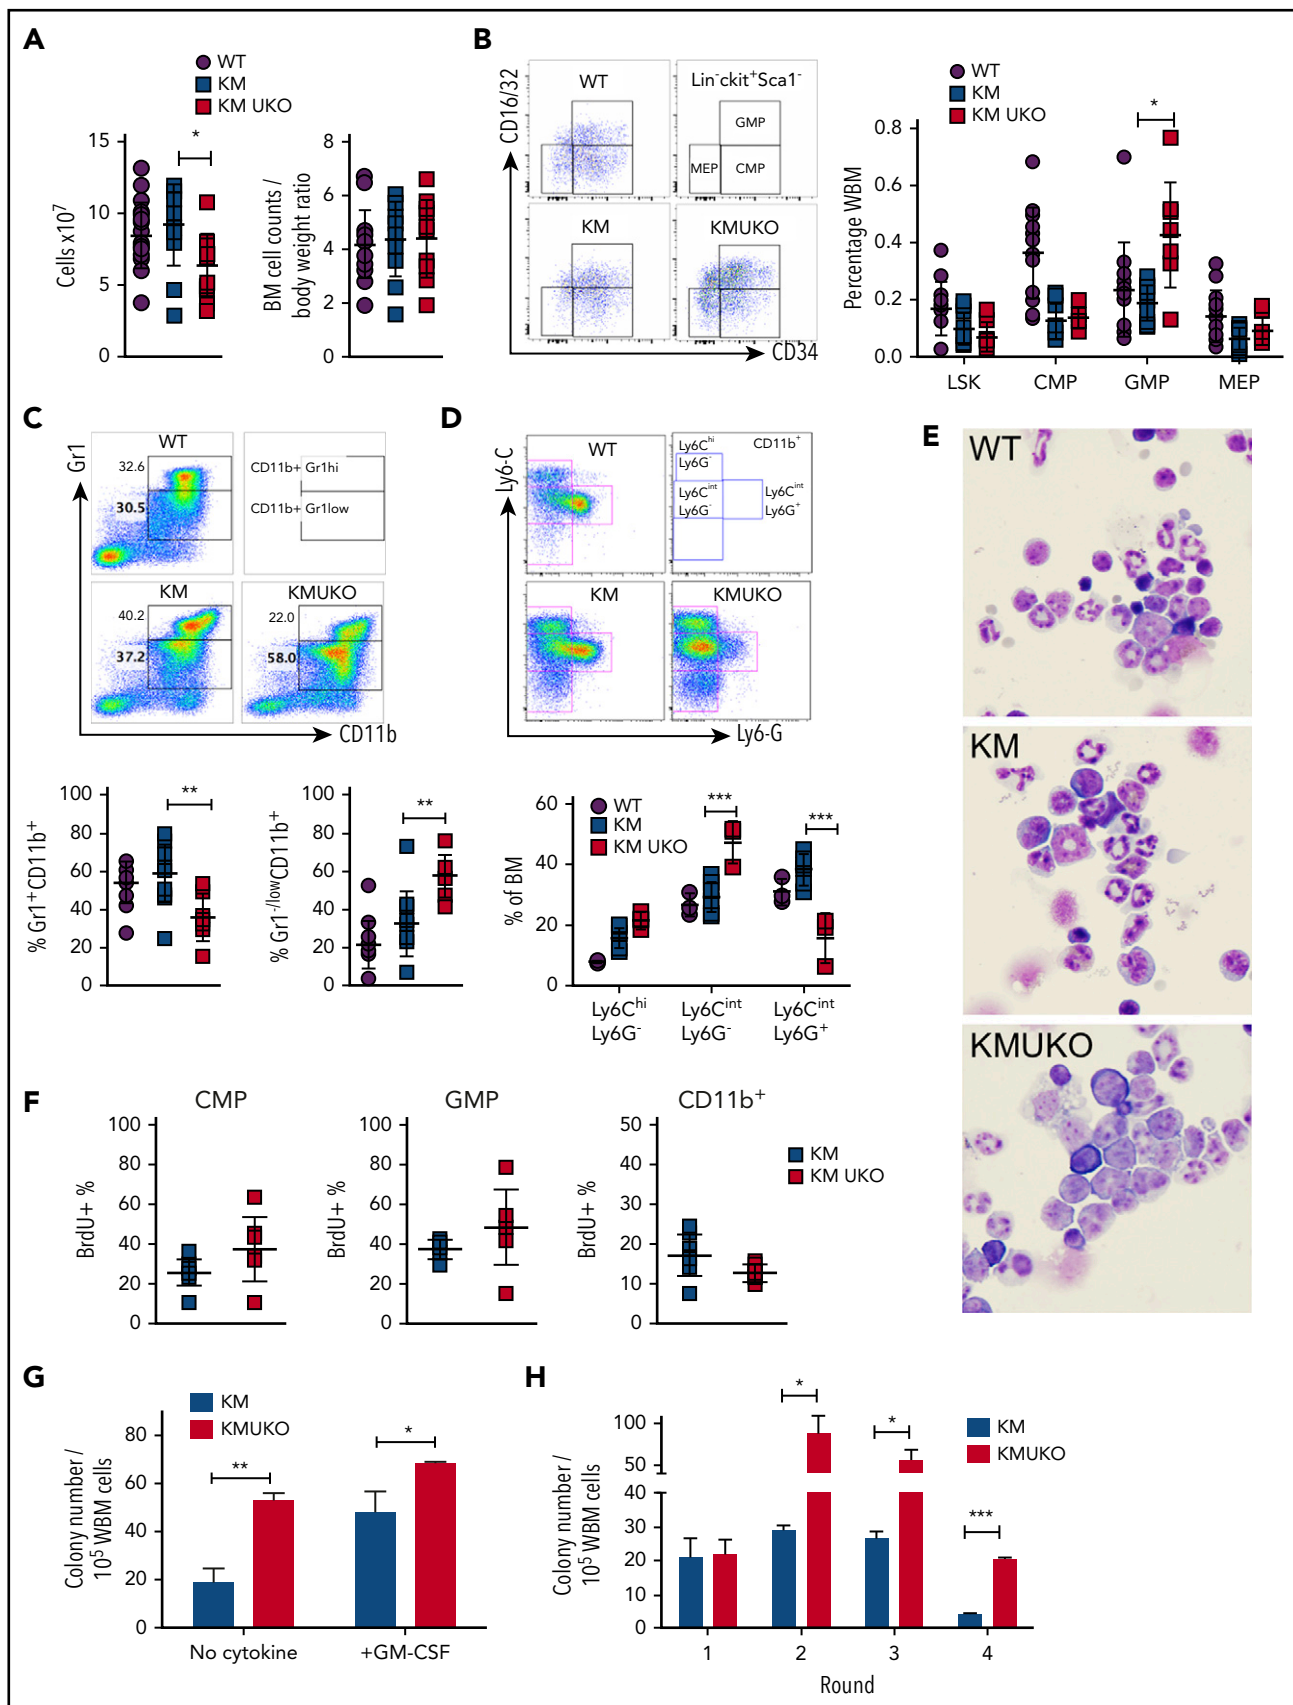 A
WT
KM
KM UKO
*
Cells x10⁷
15
10
5
0
BM cell counts /
body weight ratio
8
6
4
2
0
B
CD16/32
WT
Lin⁻ckit⁺Sca1⁻
GMP
MEP
CMP
KM
KMUKO
CD34
WT
KM
KM UKO
*
Percentage WBM
0.8
0.6
0.4
0.2
0.0
LSK
CMP
GMP
MEP
C
Gr1
WT
32.6
30.5
CD11b+ Gr1hi
CD11b+ Gr1low
KM
40.2
37.2
KMUKO
22.0
58.0
CD11b
% Gr1⁺CD11b⁺
100
80
60
40
20
0
**
% Gr1⁻/ˡᵒʷCD11b⁺
100
80
60
40
20
0
**
D
Ly6-C
WT
Ly6Cʰⁱ
Ly6G⁻
CD11b⁺
Ly6Cⁱⁿᵗ
Ly6G⁻
Ly6Cⁱⁿᵗ
Ly6G⁺
KM
KMUKO
Ly6-G
% of BM
60
40
20
0
WT
KM
KM UKO
***
***
Ly6Cʰⁱ
Ly6G⁻
Ly6Cⁱⁿᵗ
Ly6G⁻
Ly6Cⁱⁿᵗ
Ly6G⁺
E
WT
KM
KMUKO
F
CMP
BrdU+ %
100
80
60
40
20
0
GMP
BrdU+ %
100
80
60
40
20
0
CD11b⁺
BrdU+ %
50
40
30
20
10
0
KM
KM UKO
G
KM
KMUKO
Colony number /
10⁵ WBM cells
80
60
40
20
0
**
*
No cytokine
+GM-CSF
H
Colony number /
10⁵ WBM cells
100
50
40
30
20
10
0
*
*
***
KM
KMUKO
1
2
3
4
Round